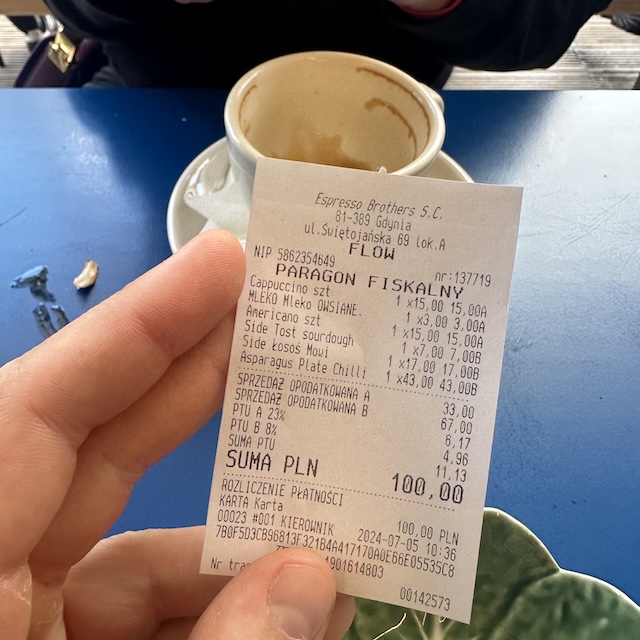 Espresso Brothers S.C.
81-389 Gdynia
ul.Świętojańska 69 lok.A
FLOW
NIP 5862354649 nr:137719
PARAGON FISKALNY
Cappuccino szt 1 x15,00 15,00A
MLEKO Mleko OWSIANE. 1 x3,00 3,00A
Americano szt 1 x15,00 15,00A
Side Tost sourdough 1 x7,00 7,00B
Side Łosoś Mowi 1 x17,00 17,00B
Asparagus Plate Chilli 1 x43,00 43,00B
SPRZEDAŻ OPODATKOWANA A 33,00
SPRZEDAŻ OPODATKOWANA B 67,00
PTU A 23% 6,17
PTU B 8% 4,96
SUMA PTU 11,13
SUMA PLN 100,00
ROZLICZENIE PŁATNOŚCI
KARTA Karta 100,00 PLN
00023 #001 KIEROWNIK 2024-07-05 10:36
7B0F5D3CB96813F321B4A417170A0E66E05535C8
Nr 1901614803
00142573